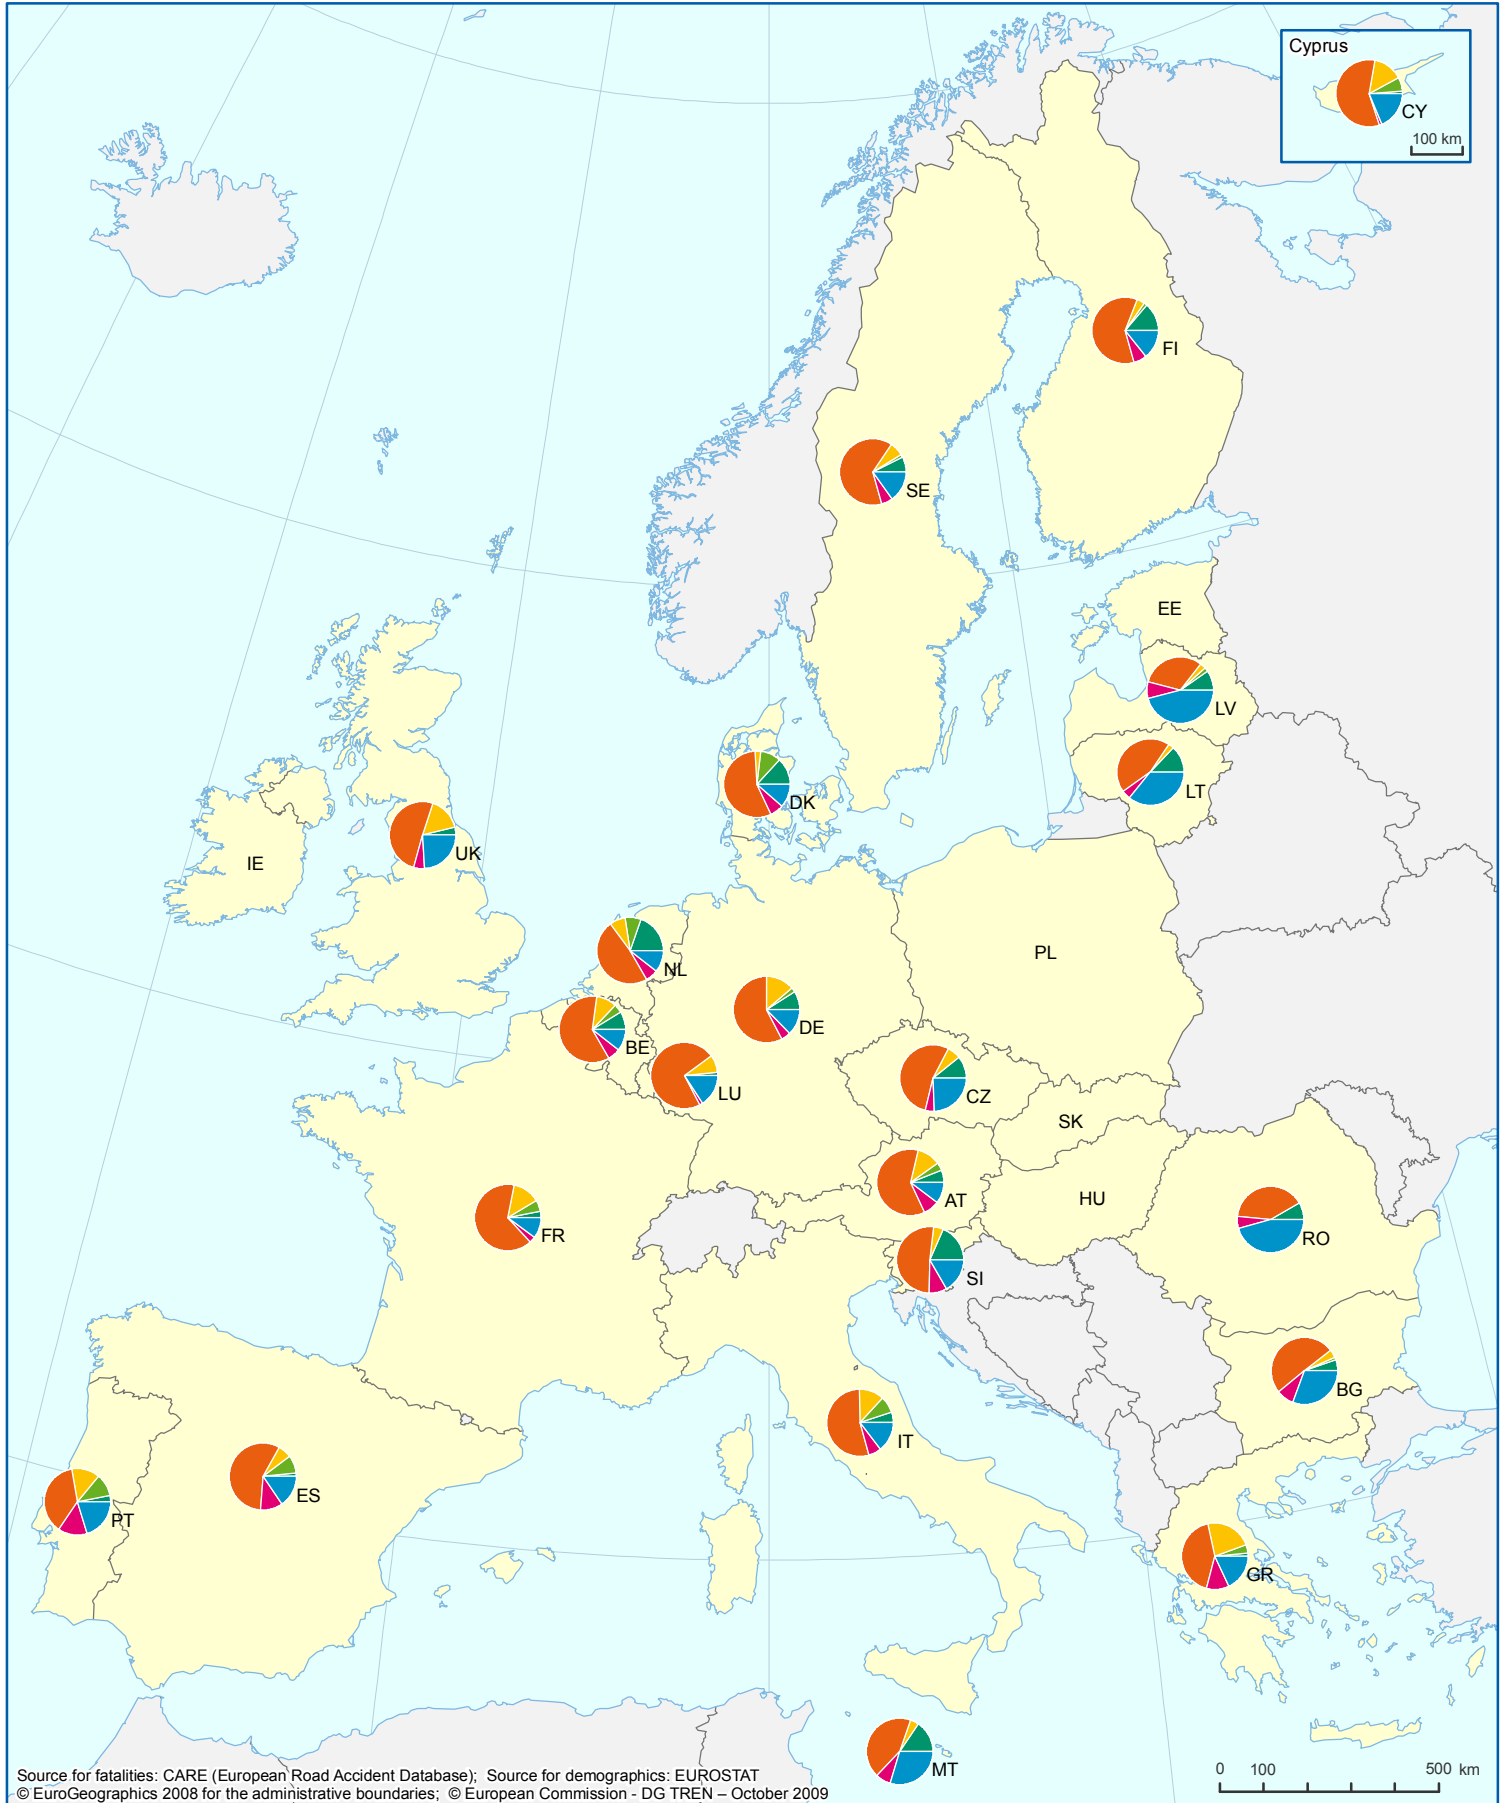 Cyprus
CY
100 km
FI
SE
EE
LV
LT
DK
UK
IE
NL
PL
DE
BE
LU
CZ
SK
AT
HU
FR
RO
SI
BG
IT
ES
PT
GR
MT
Source for fatalities: CARE (European Road Accident Database); Source for demographics: EUROSTAT
© EuroGeographics 2008 for the administrative boundaries; © European Commission - DG TREN – October 2009
0 100 500 km